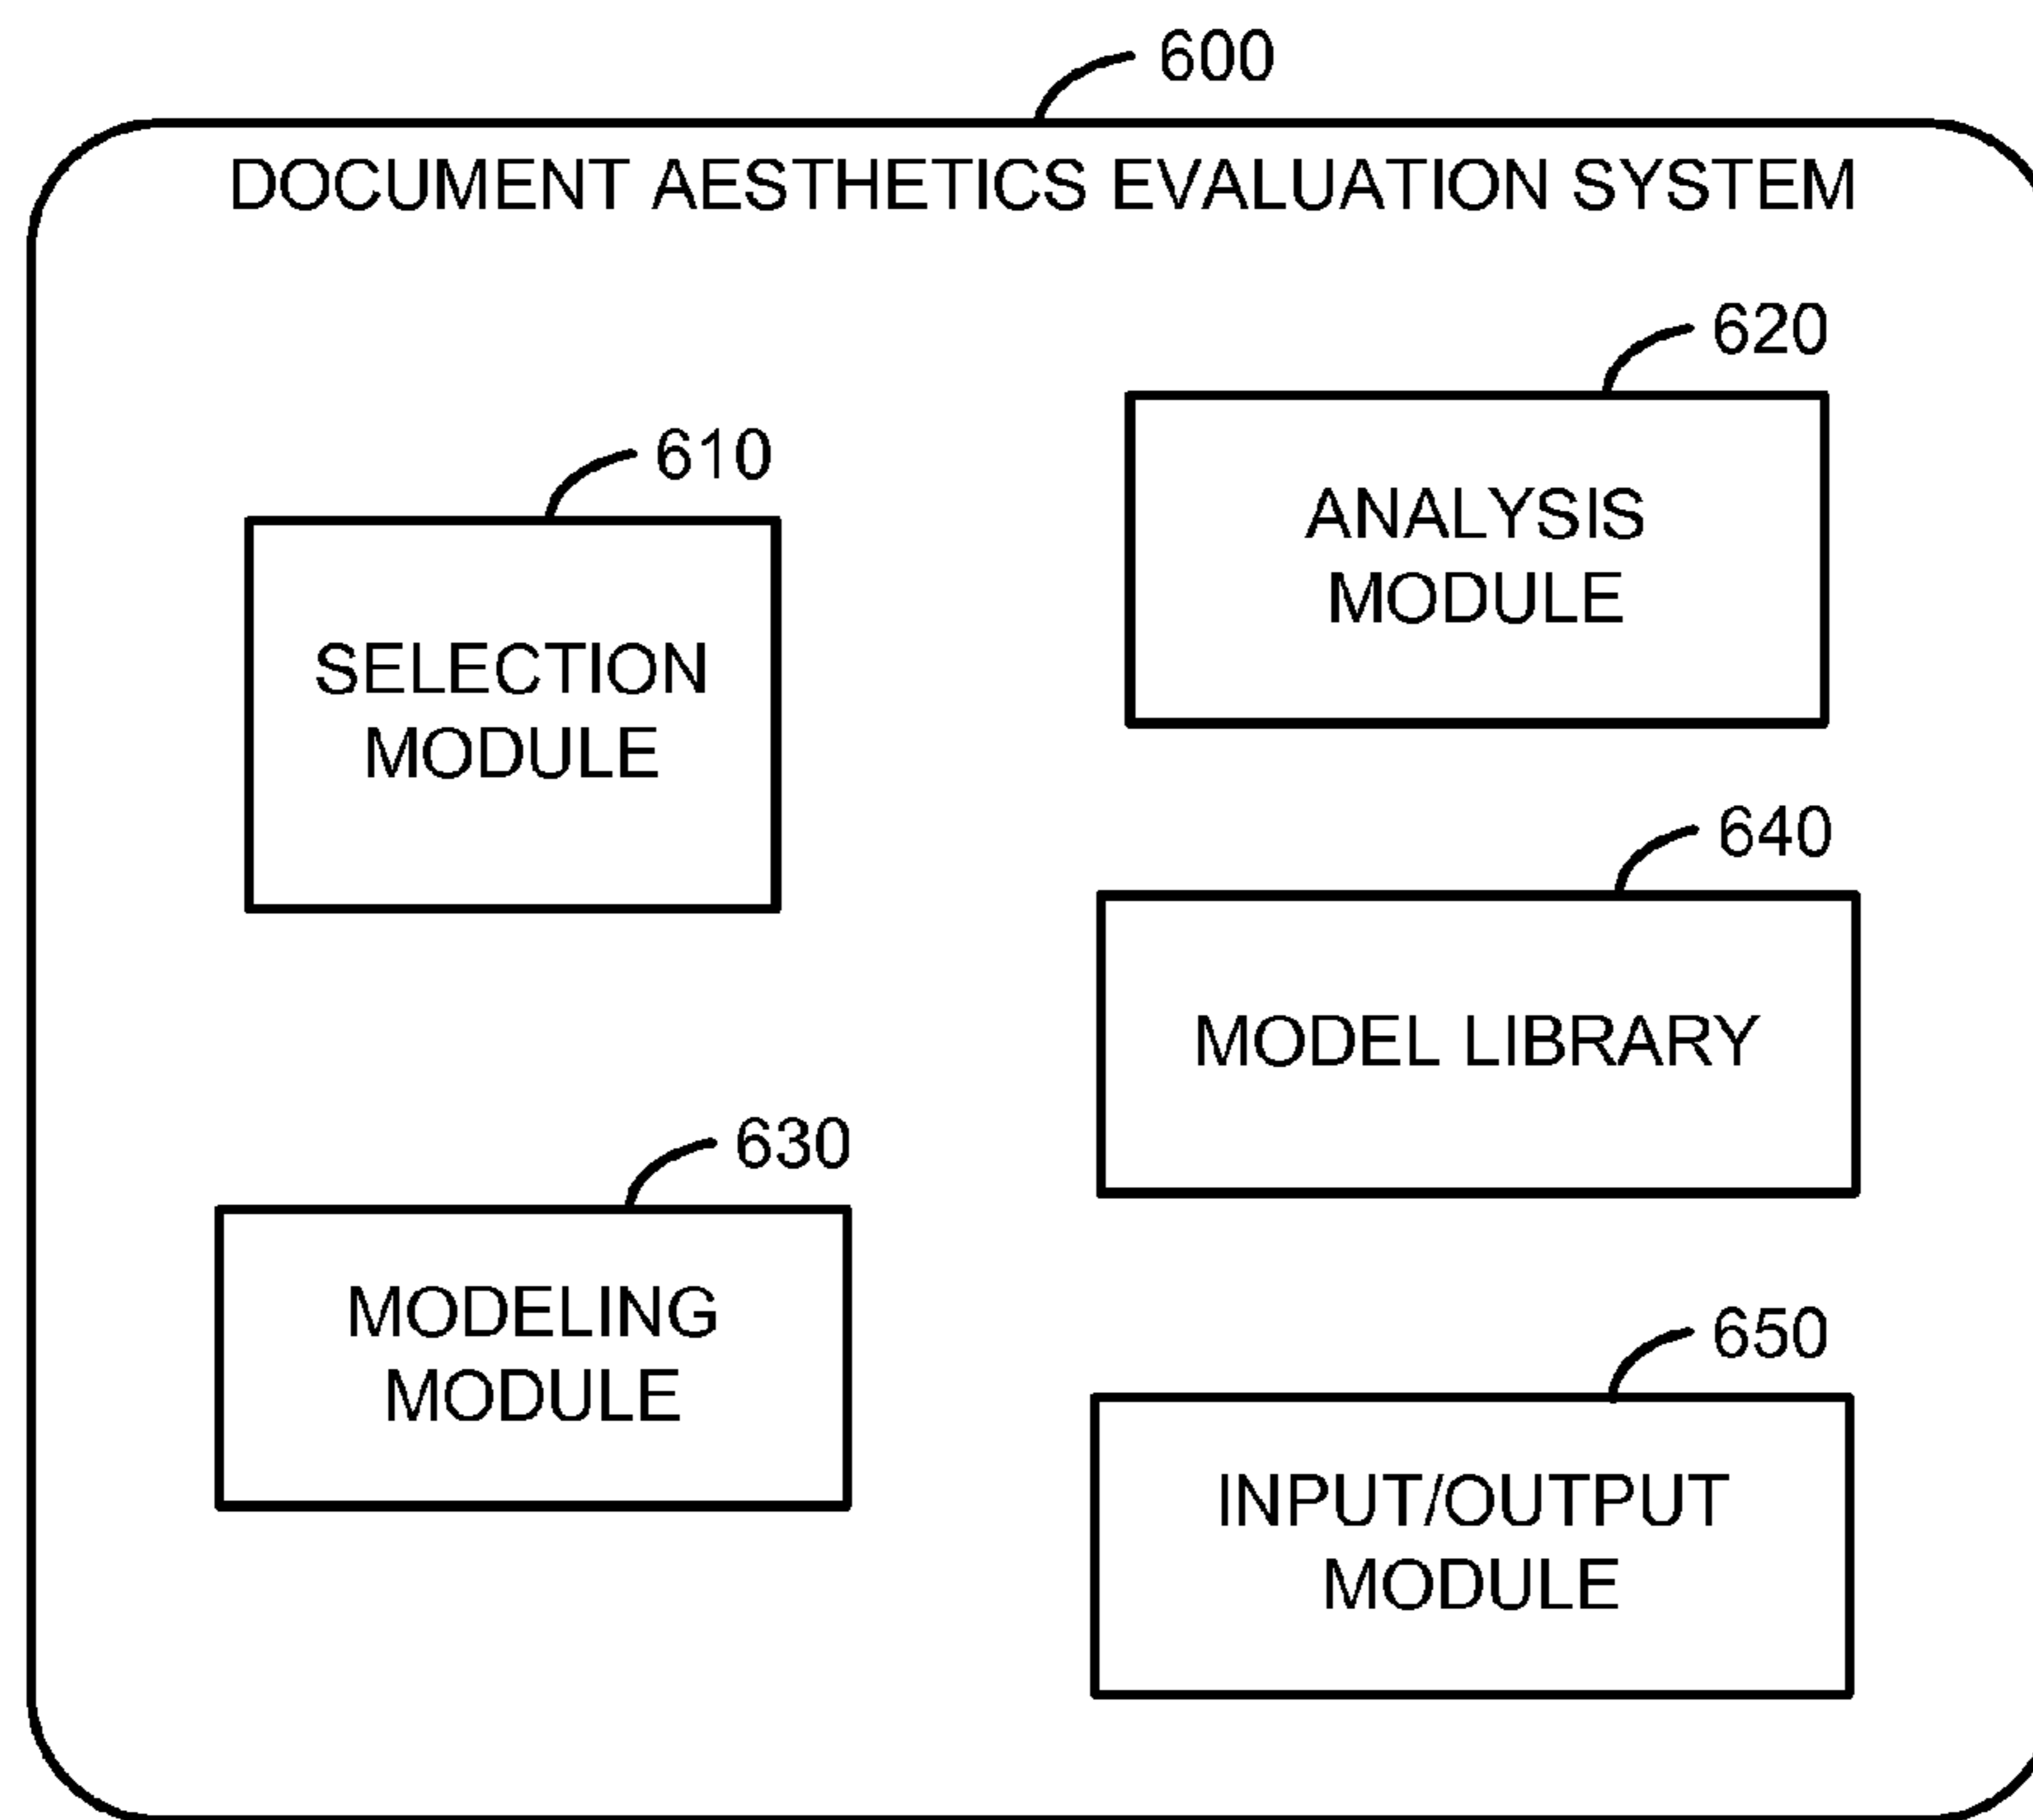 600
DOCUMENT AESTHETICS EVALUATION SYSTEM
620
ANALYSIS
MODULE
610
SELECTION
MODULE
640
MODEL LIBRARY
630
MODELING
MODULE
650
INPUT/OUTPUT
MODULE